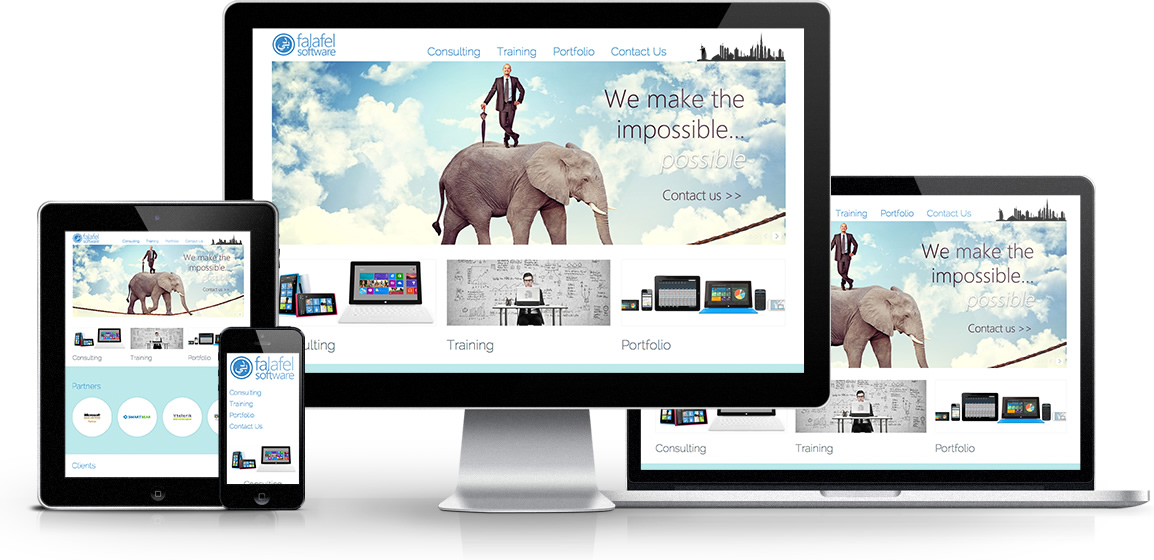 falafel
software
Consulting Training Portfolio Contact Us
We make the
impossible...
possible
Contact us >>
Training
Portfolio
Training Portfolio Contact Us
We make the
impossible...
possible
Contact us >>
Consulting Training Portfolio
falafel
software
Consulting Training Portfolio Contact Us
We make the
impossible...
Contact us >>
Consulting Training Portfolio
Partners
Microsoft
SMARTBEAR
Clients
falafel
software
Consulting
Training
Portfolio
Contact Us